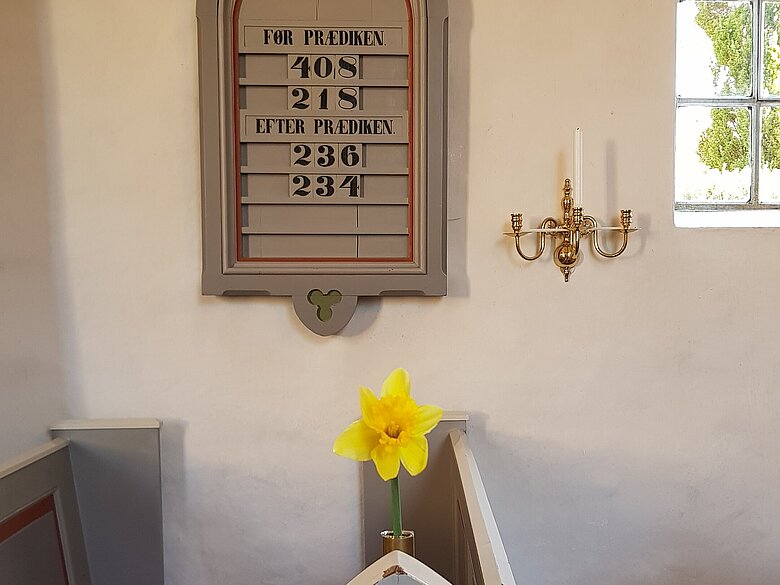 FØR PRÆDIKEN.
408
218
EFTER PRÆDIKEN.
236
234